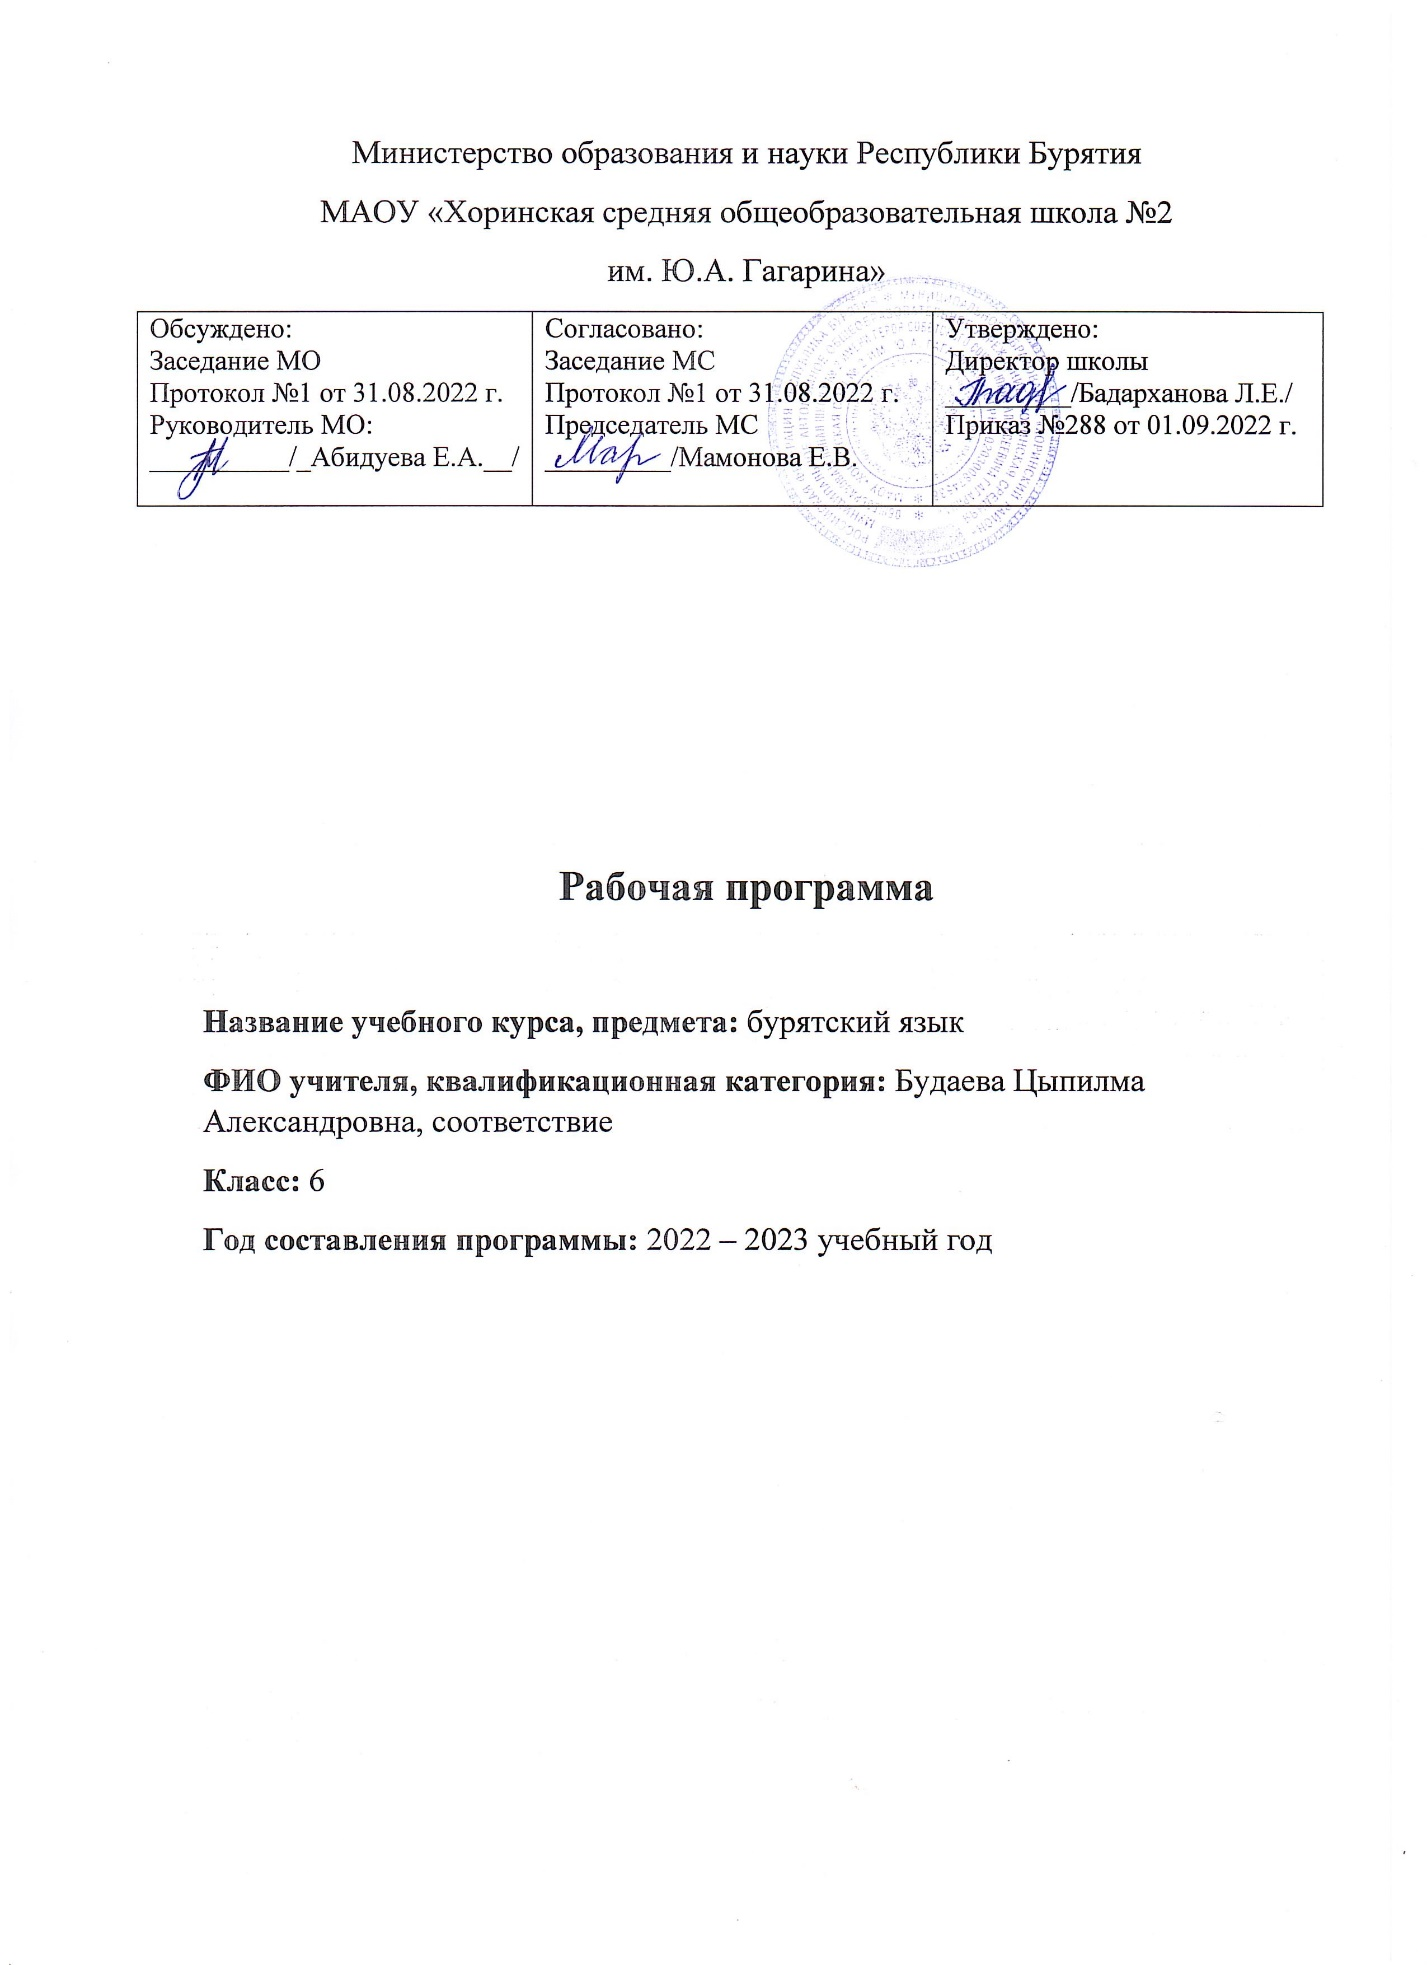 Министерство образования и науки Республики Бурятия
МАОУ «Хоринская средняя общеобразовательная школа №2
им. Ю.А. Гагарина»
Обсуждено:
Заседание МО
Протокол №1 от 31.08.2022 г.
Руководитель МО:
__________/_Абидуева Е.А.__/
Согласовано:
Заседание МС
Протокол №1 от 31.08.2022 г.
Председатель МС
_________/Мамонова Е.В.
Утверждено:
Директор школы
_________/Бадарханова Л.Е./
Приказ №288 от 01.09.2022 г.
Рабочая программа
Название учебного курса, предмета: бурятский язык
ФИО учителя, квалификационная категория: Будаева Цыпилма
Александровна, соответствие
Класс: 6
Год составления программы: 2022 – 2023 учебный год